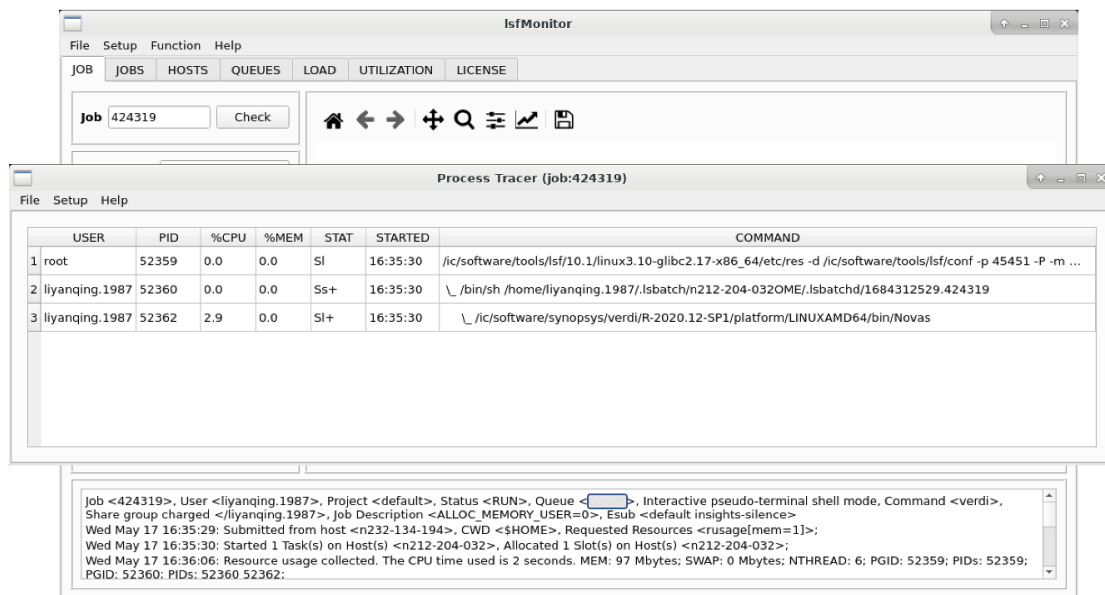 lsfMonitor
File Setup Function Help
JOB JOBS HOSTS QUEUES LOAD UTILIZATION LICENSE
Job 424319 Check
Process Tracer (job:424319)
File Setup Help
USER PID %CPU %MEM STAT STARTED COMMAND
1 root 52359 0.0 0.0 Sl 16:35:30 /ic/software/tools/lsf/10.1/linux3.10-glibc2.17-x86_64/etc/res -d /ic/software/tools/lsf/conf -p 45451 -P -m ...
2 liyanqing.1987 52360 0.0 0.0 Ss+ 16:35:30 \_ /bin/sh /home/liyanqing.1987/.lsbatch/n212-204-032OME/.lsbatchd/1684312529.424319
3 liyanqing.1987 52362 2.9 0.0 Sl+ 16:35:30 \_ /ic/software/synopsys/verdi/R-2020.12-SP1/platform/LINUXAMD64/bin/Novas
Job <424319>, User <liyanqing.1987>, Project <default>, Status <RUN>, Queue < >, Interactive pseudo-terminal shell mode, Command <verdi>,
Share group charged </liyanqing.1987>, Job Description <ALLOC_MEMORY_USER=0>, Esub <default insights-silence>
Wed May 17 16:35:29: Submitted from host <n232-134-194>, CWD <$HOME>, Requested Resources <rusage[mem=1]>;
Wed May 17 16:35:30: Started 1 Task(s) on Host(s) <n212-204-032>, Allocated 1 Slot(s) on Host(s) <n212-204-032>;
Wed May 17 16:36:06: Resource usage collected. The CPU time used is 2 seconds. MEM: 97 Mbytes; SWAP: 0 Mbytes; NTHREAD: 6; PGID: 52359; PIDs: 52359;
PGID: 52360; PIDs: 52360 52362;